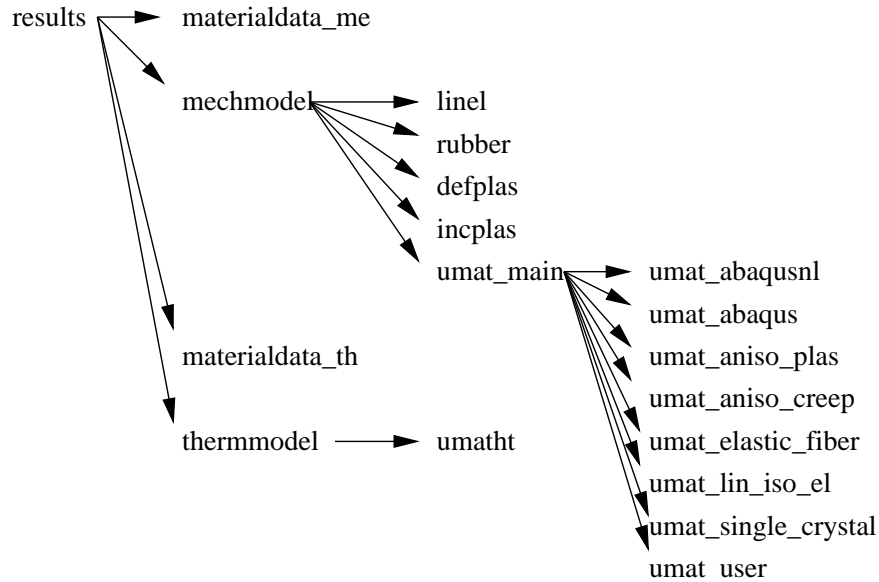 results materialdata_me
mechmodel linel
rubber
defplas
incplas
umat_main umat_abaqusnl
umat_abaqus
materialdata_th umat_aniso_plas
umat_aniso_creep
thermmodel umatht umat_elastic_fiber
umat_lin_iso_el
umat_single_crystal
umat_user